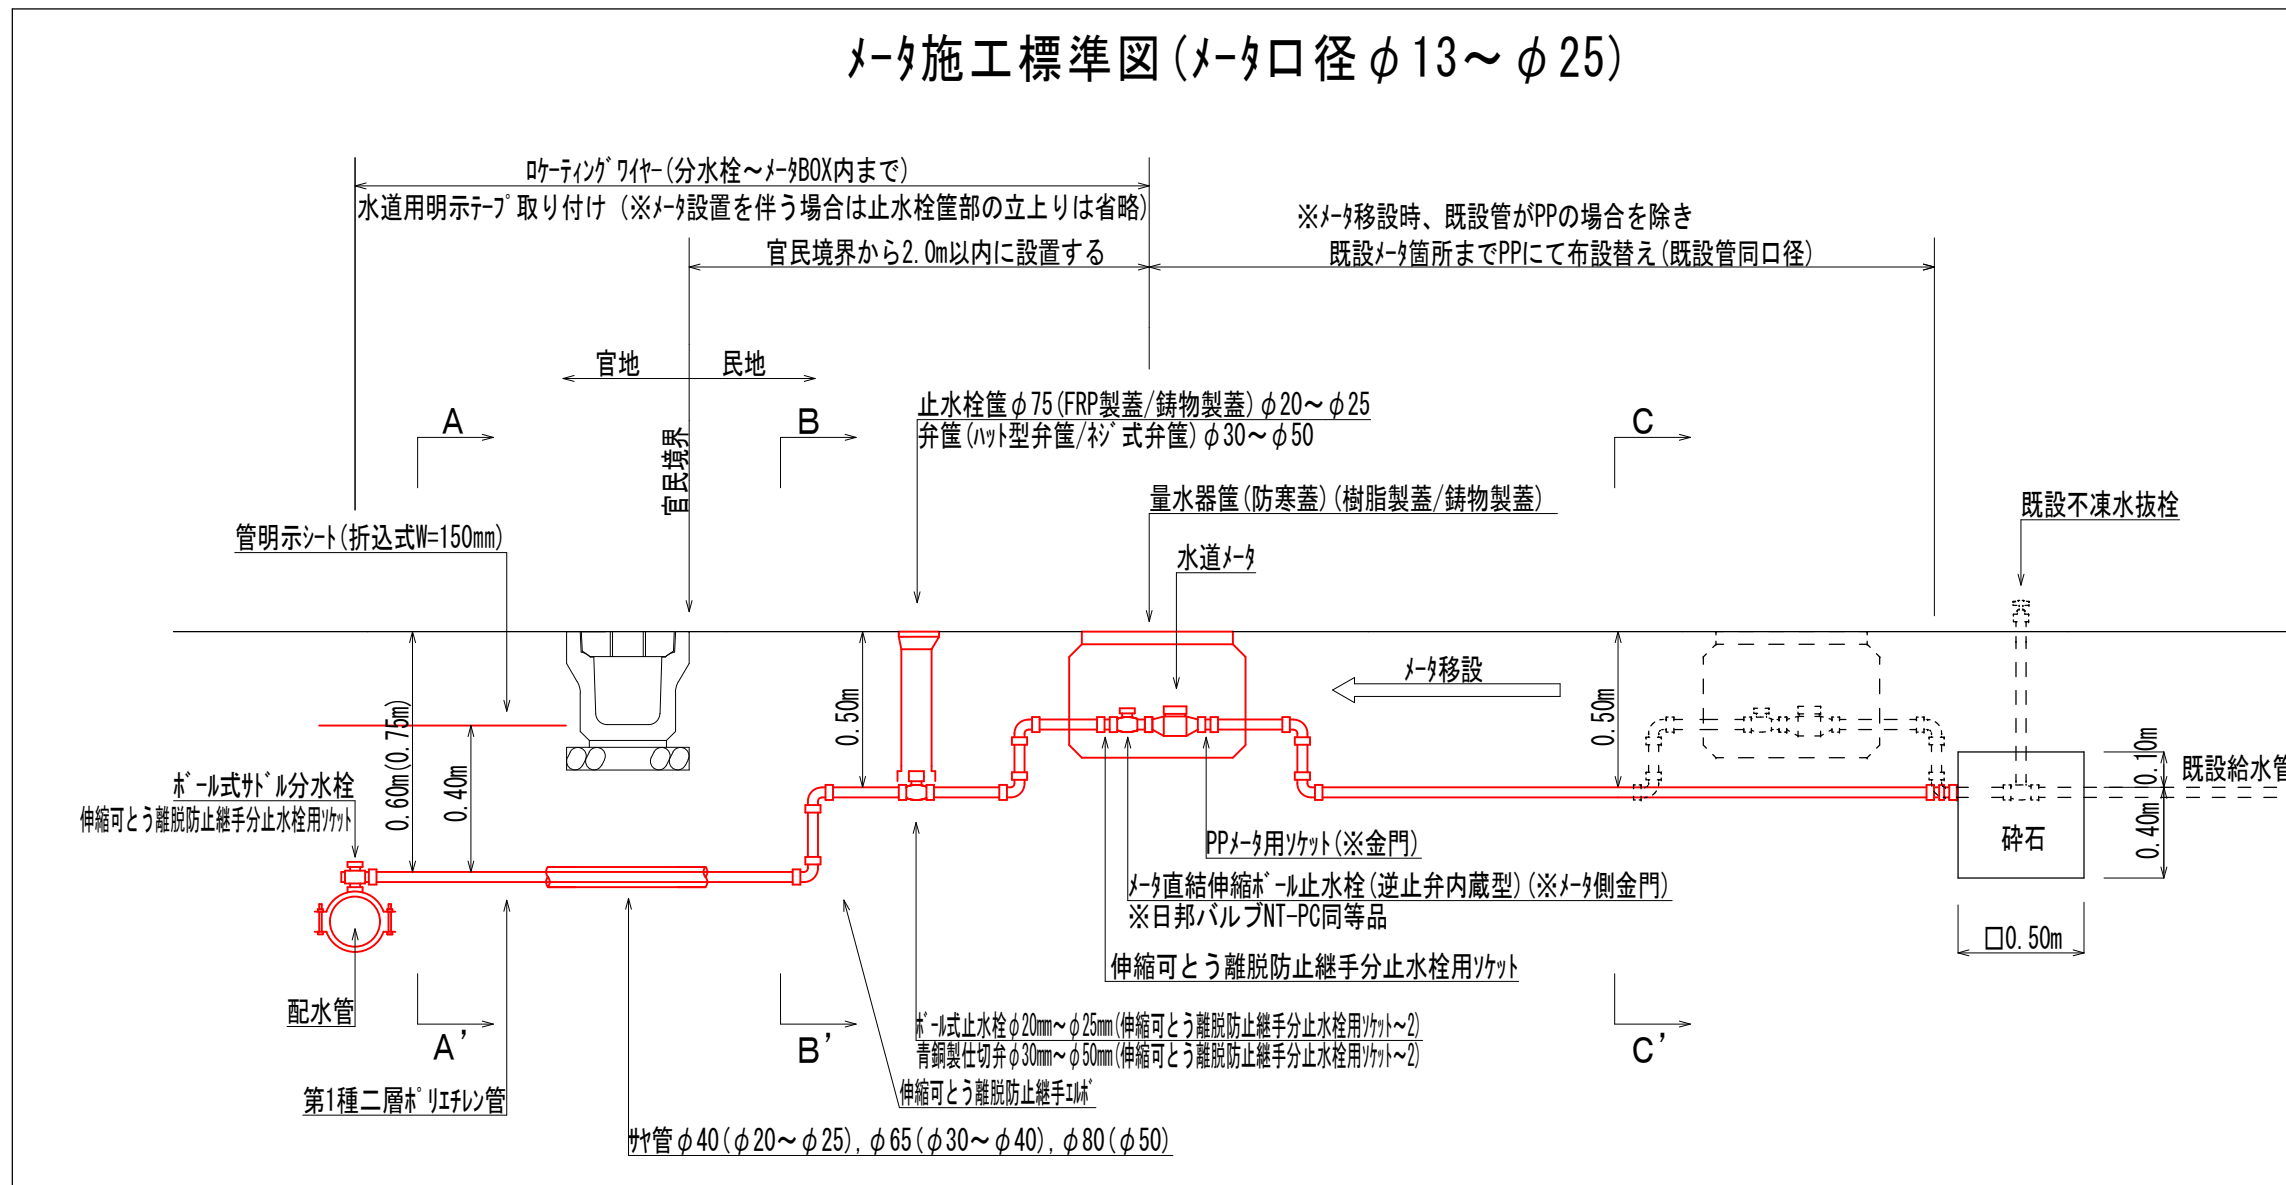 ﾒｰﾀ施工標準図(ﾒｰﾀ口径φ13～φ25)
ﾛｹｰﾃｨﾝｸﾞﾜｲﾔｰ(分水栓～ﾒｰﾀBOX内まで)
水道用明示ﾃｰﾌﾟ取り付け (※ﾒｰﾀ設置を伴う場合は止水栓筐部の立上りは省略)
※ﾒｰﾀ移設時、既設管がPPの場合を除き
官民境界から2.0m以内に設置する
既設ﾒｰﾀ箇所までPPにて布設替え(既設管同口径)
官地
民地
A
B
止水栓筐φ75(FRP製蓋/鋳物製蓋)φ20～φ25
弁筐(ﾊｯﾄ型弁筐/ﾈｼﾞ式弁筐)φ30～φ50
C
官民境界
量水器筐(防寒蓋)(樹脂製蓋/鋳物製蓋)
既設不凍水抜栓
管明示ｼｰﾄ(折込式W=150mm)
水道ﾒｰﾀ
ﾒｰﾀ移設
0.60m(0.75m)
0.40m
0.50m
0.50m
0.10m
0.40m
既設給水管
ﾎﾞｰﾙ式ｻﾄﾞﾙ分水栓
伸縮可とう離脱防止継手分止水栓用ｿｹｯﾄ
砕石
PPﾒｰﾀ用ｿｹｯﾄ(※金門)
ﾒｰﾀ直結伸縮ﾎﾞｰﾙ止水栓(逆止弁内蔵型)(※ﾒｰﾀ側金門)
※日邦バルブNT-PC同等品
□0.50m
伸縮可とう離脱防止継手分止水栓用ｿｹｯﾄ
配水管
A’
B’
C’
ﾎﾞｰﾙ式止水栓φ20mm～φ25mm(伸縮可とう離脱防止継手分止水栓用ｿｹｯﾄ～2)
青銅製仕切弁φ30mm～φ50mm(伸縮可とう離脱防止継手分止水栓用ｿｹｯﾄ～2)
第1種二層ﾎﾟﾘｴﾁﾚﾝ管
伸縮可とう離脱防止継手ｴﾙﾎﾞ
ｻﾔ管φ40(φ20～φ25),φ65(φ30～φ40),φ80(φ50)